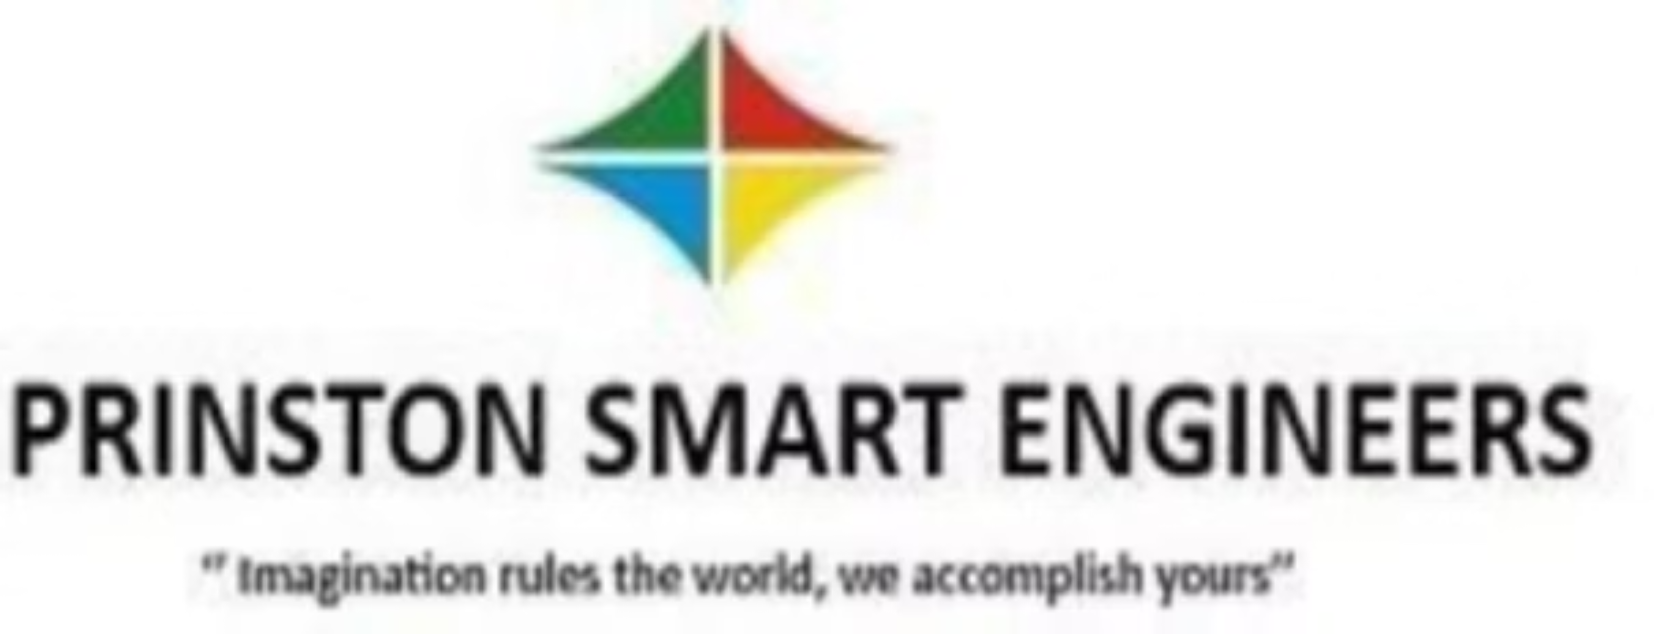 PRINSTON SMART ENGINEERS
“ Imagination rules the world, we accomplish yours”